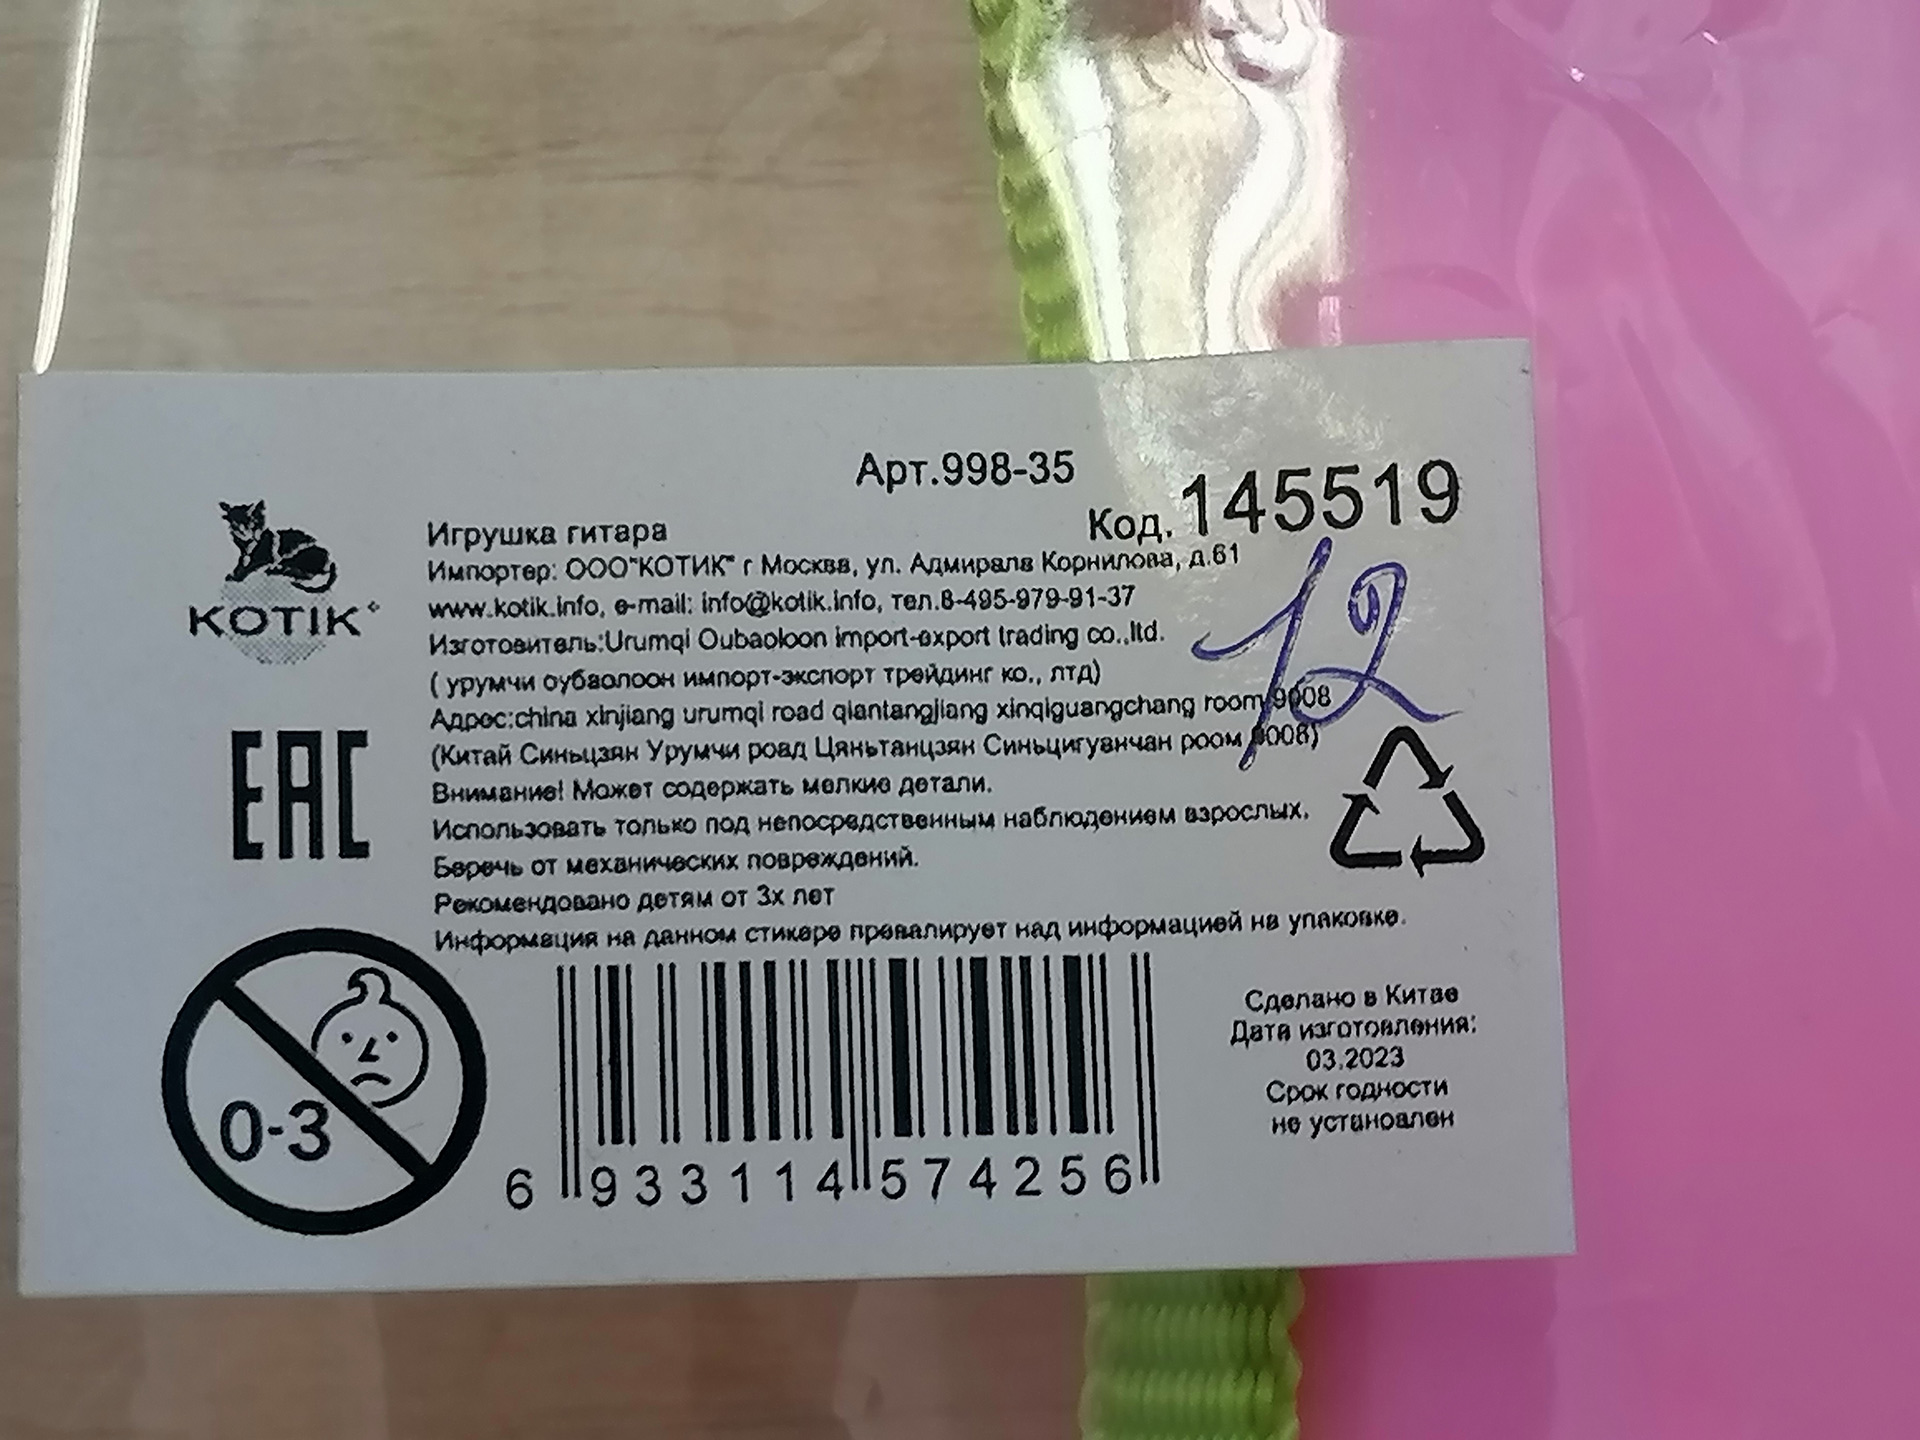 Арт.998-35
Код. 145519
12
KOTIK
Игрушка гитара
Импортер: ООО"КОТИК" г Москва, ул. Адмирала Корнилова, д.61
www.kotik.info, e-mail: info@kotik.info, тел.8-495-979-91-37
Изготовитель:Urumqi Oubaoloon import-export trading co.,ltd.
( урумчи оубаолоон импорт-экспорт трейдинг ко., лтд)
Адрес:china xinjiang urumqi road qiantangjiang xinqiguangchang room 9008
(Китай Синьцзян Урумчи роад Цяньтанцзян Синьцигуанчан роом 9008)
Внимание! Может содержать мелкие детали.
Использовать только под непосредственным наблюдением взрослых.
Беречь от механических повреждений.
Рекомендовано детям от 3х лет
Информация на данном стикере превалирует над информацией на упаковке.
EAC
0-3
6 933114 574256
Сделано в Китае
Дата изготовления:
03.2023
Срок годности
не установлен